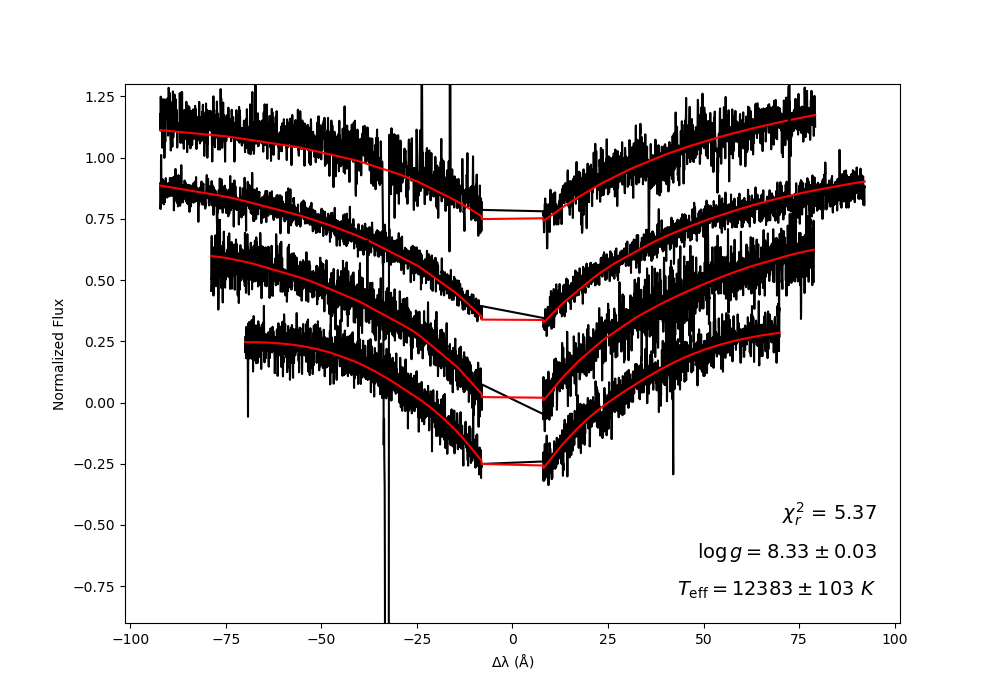 1.25
1.00
0.75
0.50
0.25
0.00
−0.25
−0.50
−0.75
Normalized Flux
χ²ᵣ = 5.37
log g = 8.33 ± 0.03
T_eff = 12383 ± 103 K
−100 −75 −50 −25 0 25 50 75 100
Δλ (Å)